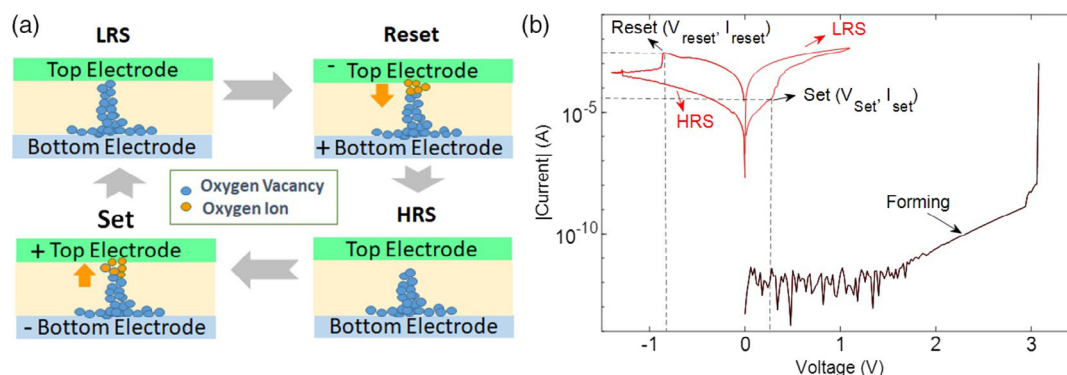 (a)
LRS
Top Electrode
Bottom Electrode
Reset
- Top Electrode
+ Bottom Electrode
Oxygen Vacancy
Oxygen Ion
Set
+ Top Electrode
- Bottom Electrode
HRS
Top Electrode
Bottom Electrode
(b)
Reset (Vreset, Ireset)
LRS
HRS
Set (VSet, Iset)
Forming
|Current| (A)
10-5
10-10
-1 0 1 2 3
Voltage (V)